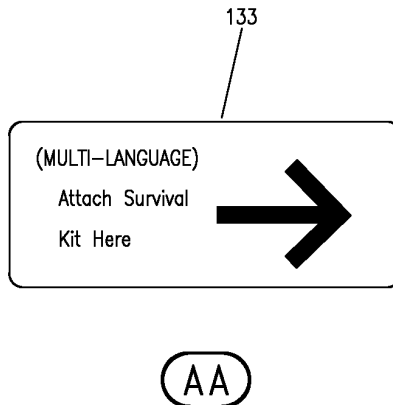 133
(MULTI-LANGUAGE)
Attach Survival
Kit Here
AA